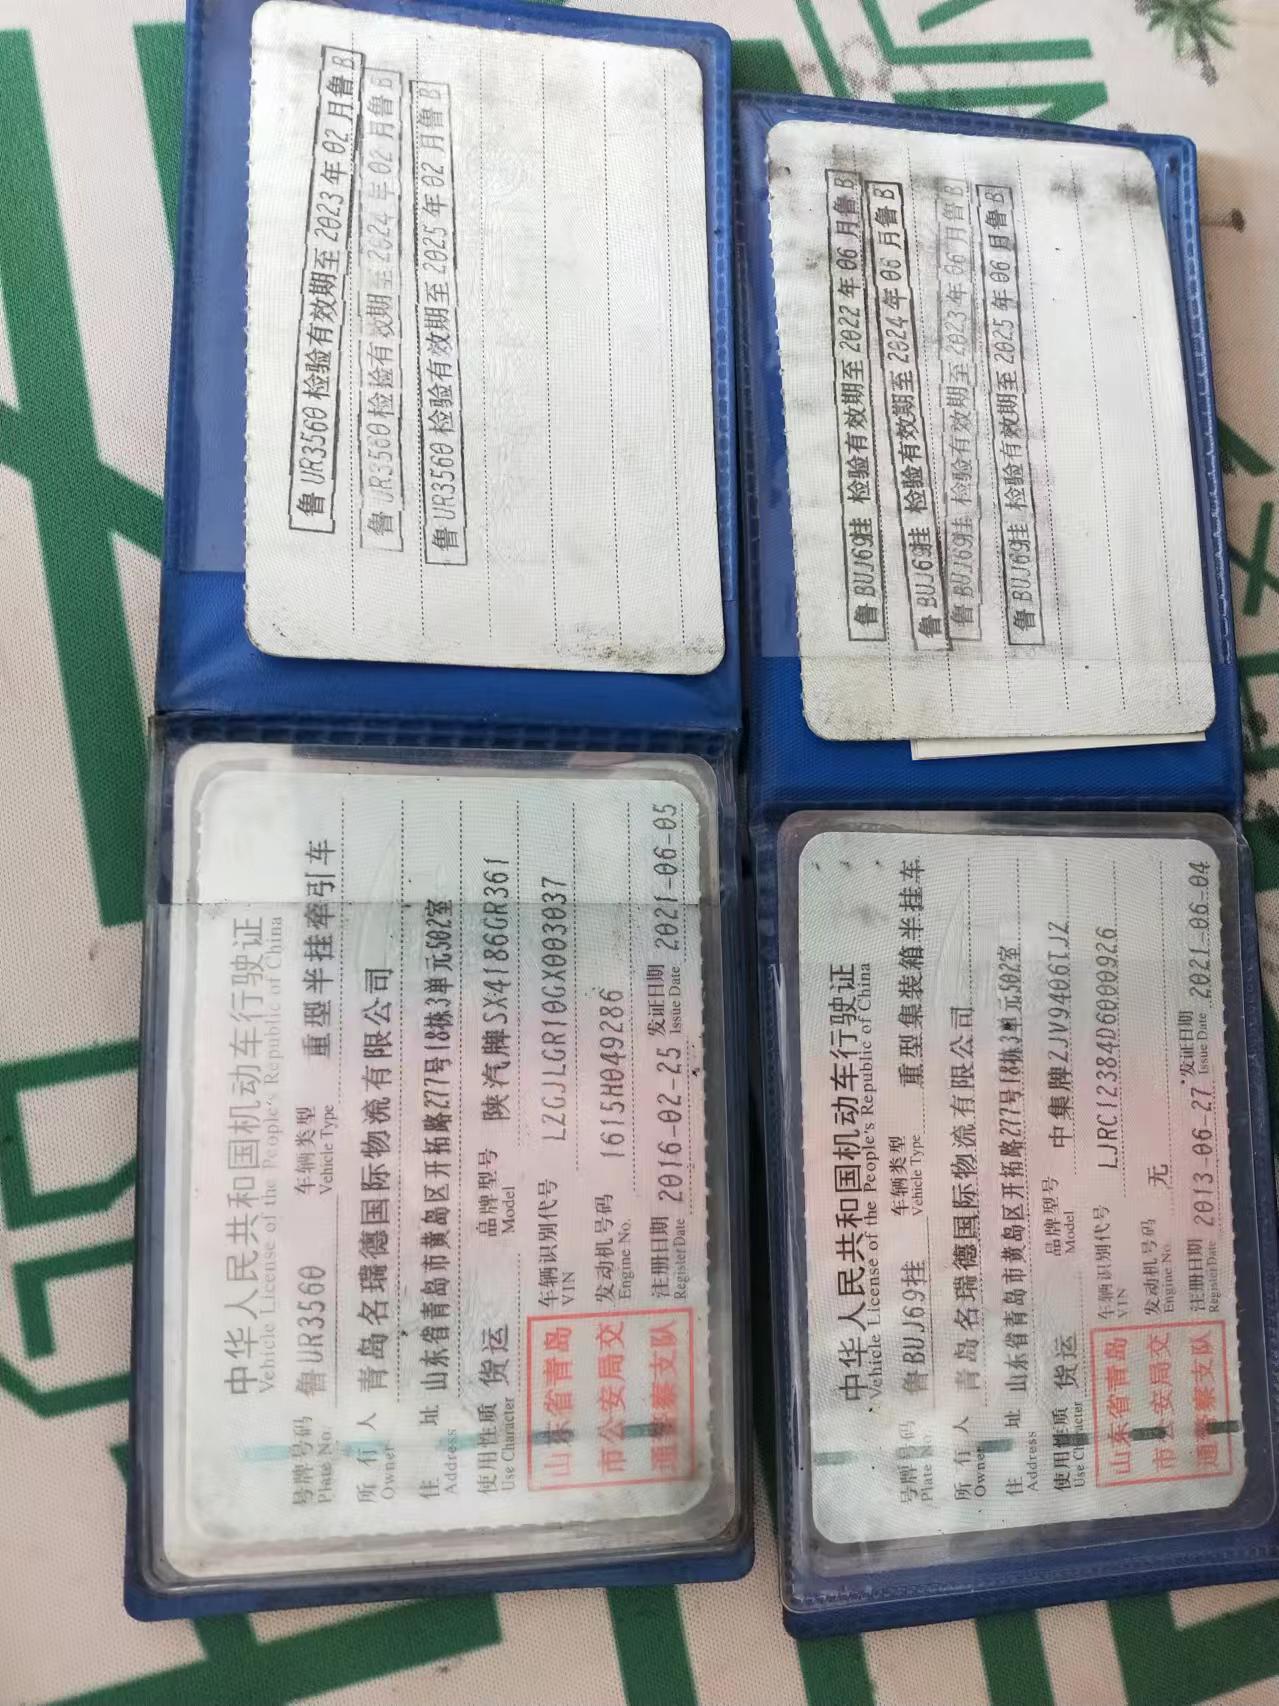 鲁UR3560 检验有效期至 2023年02月鲁B
鲁UR3560 检验有效期至 2024年02月鲁B
鲁UR3560 检验有效期至 2025年02月鲁B
中华人民共和国机动车行驶证
Vehicle License of the People's Republic of China
号牌号码 鲁UR3560 车辆类型 重型半挂牵引车
Plate No. Vehicle Type
所有人 青岛名瑞德国际物流有限公司
Owner
住址 山东省青岛市黄岛区开拓路277号18栋3单元502室
Address
使用性质 货运 品牌型号 陕汽牌SX4186GR361
Use Character Model
车辆识别代号 LZGJLGR10GX003037
VIN
发动机号码 1615H049286
Engine No.
注册日期 2016-02-25 发证日期 2021-06-05
Register Date Issue Date
山东省青岛
市公安局交
通警察支队
鲁BUJ69挂 检验有效期至 2022年06月鲁B
鲁BUJ69挂 检验有效期至 2024年06月鲁B
鲁BUJ69挂 检验有效期至 2023年06月鲁B
鲁BUJ69挂 检验有效期至 2025年06月鲁B
中华人民共和国机动车行驶证
Vehicle License of the People's Republic of China
号牌号码 鲁BUJ69挂 车辆类型 重型集装箱半挂车
Plate No. Vehicle Type
所有人 青岛名瑞德国际物流有限公司
Owner
住址 山东省青岛市黄岛区开拓路277号18栋3单元502室
Address
使用性质 货运 品牌型号 中集牌ZJV9406TJZ
Use Character Model
车辆识别代号 LJRC12384D6000926
VIN
发动机号码 无
Engine No.
注册日期 2013-06-27 发证日期 2021-06-04
Register Date Issue Date
山东省青岛
市公安局交
通警察支队